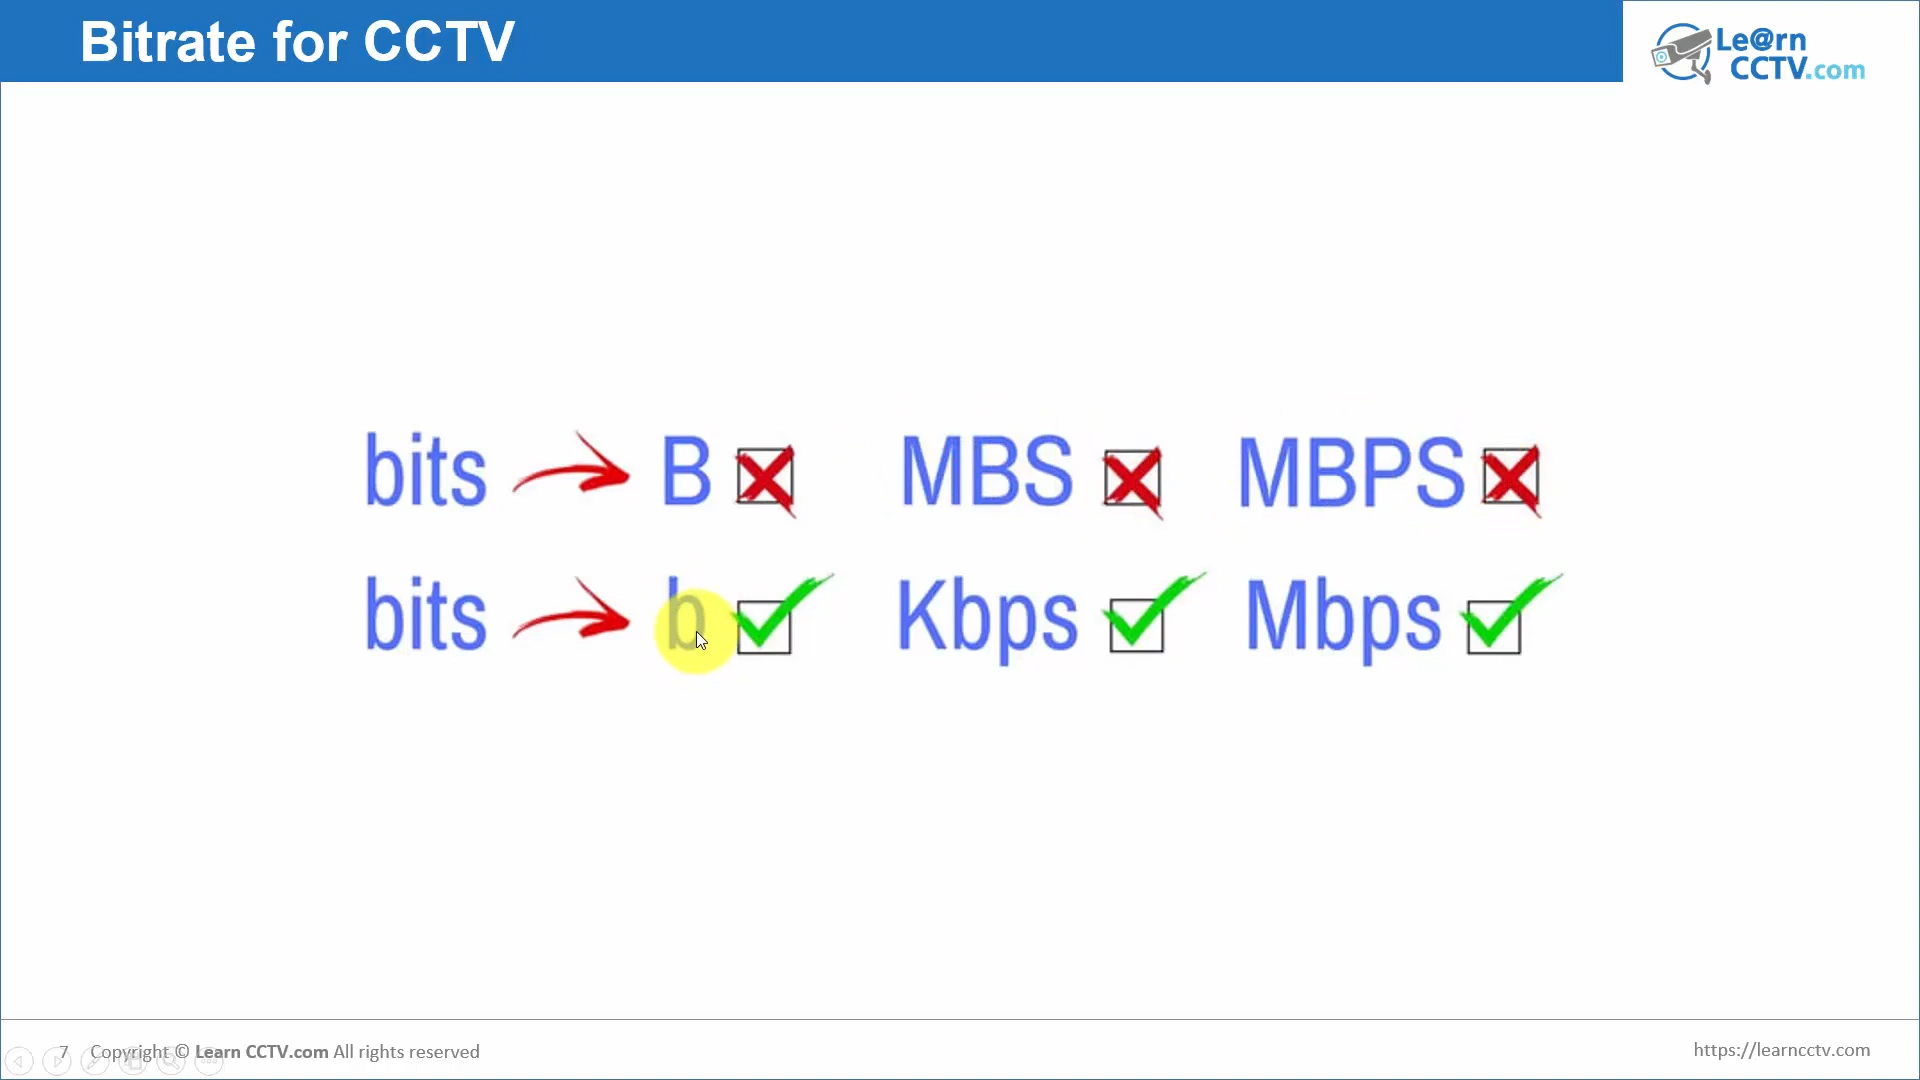 Bitrate for CCTV
Le@rn
CCTV.com
bits B MBS MBPS
bits b Kbps Mbps
7 Copyright © Learn CCTV.com All rights reserved
https://learncctv.com